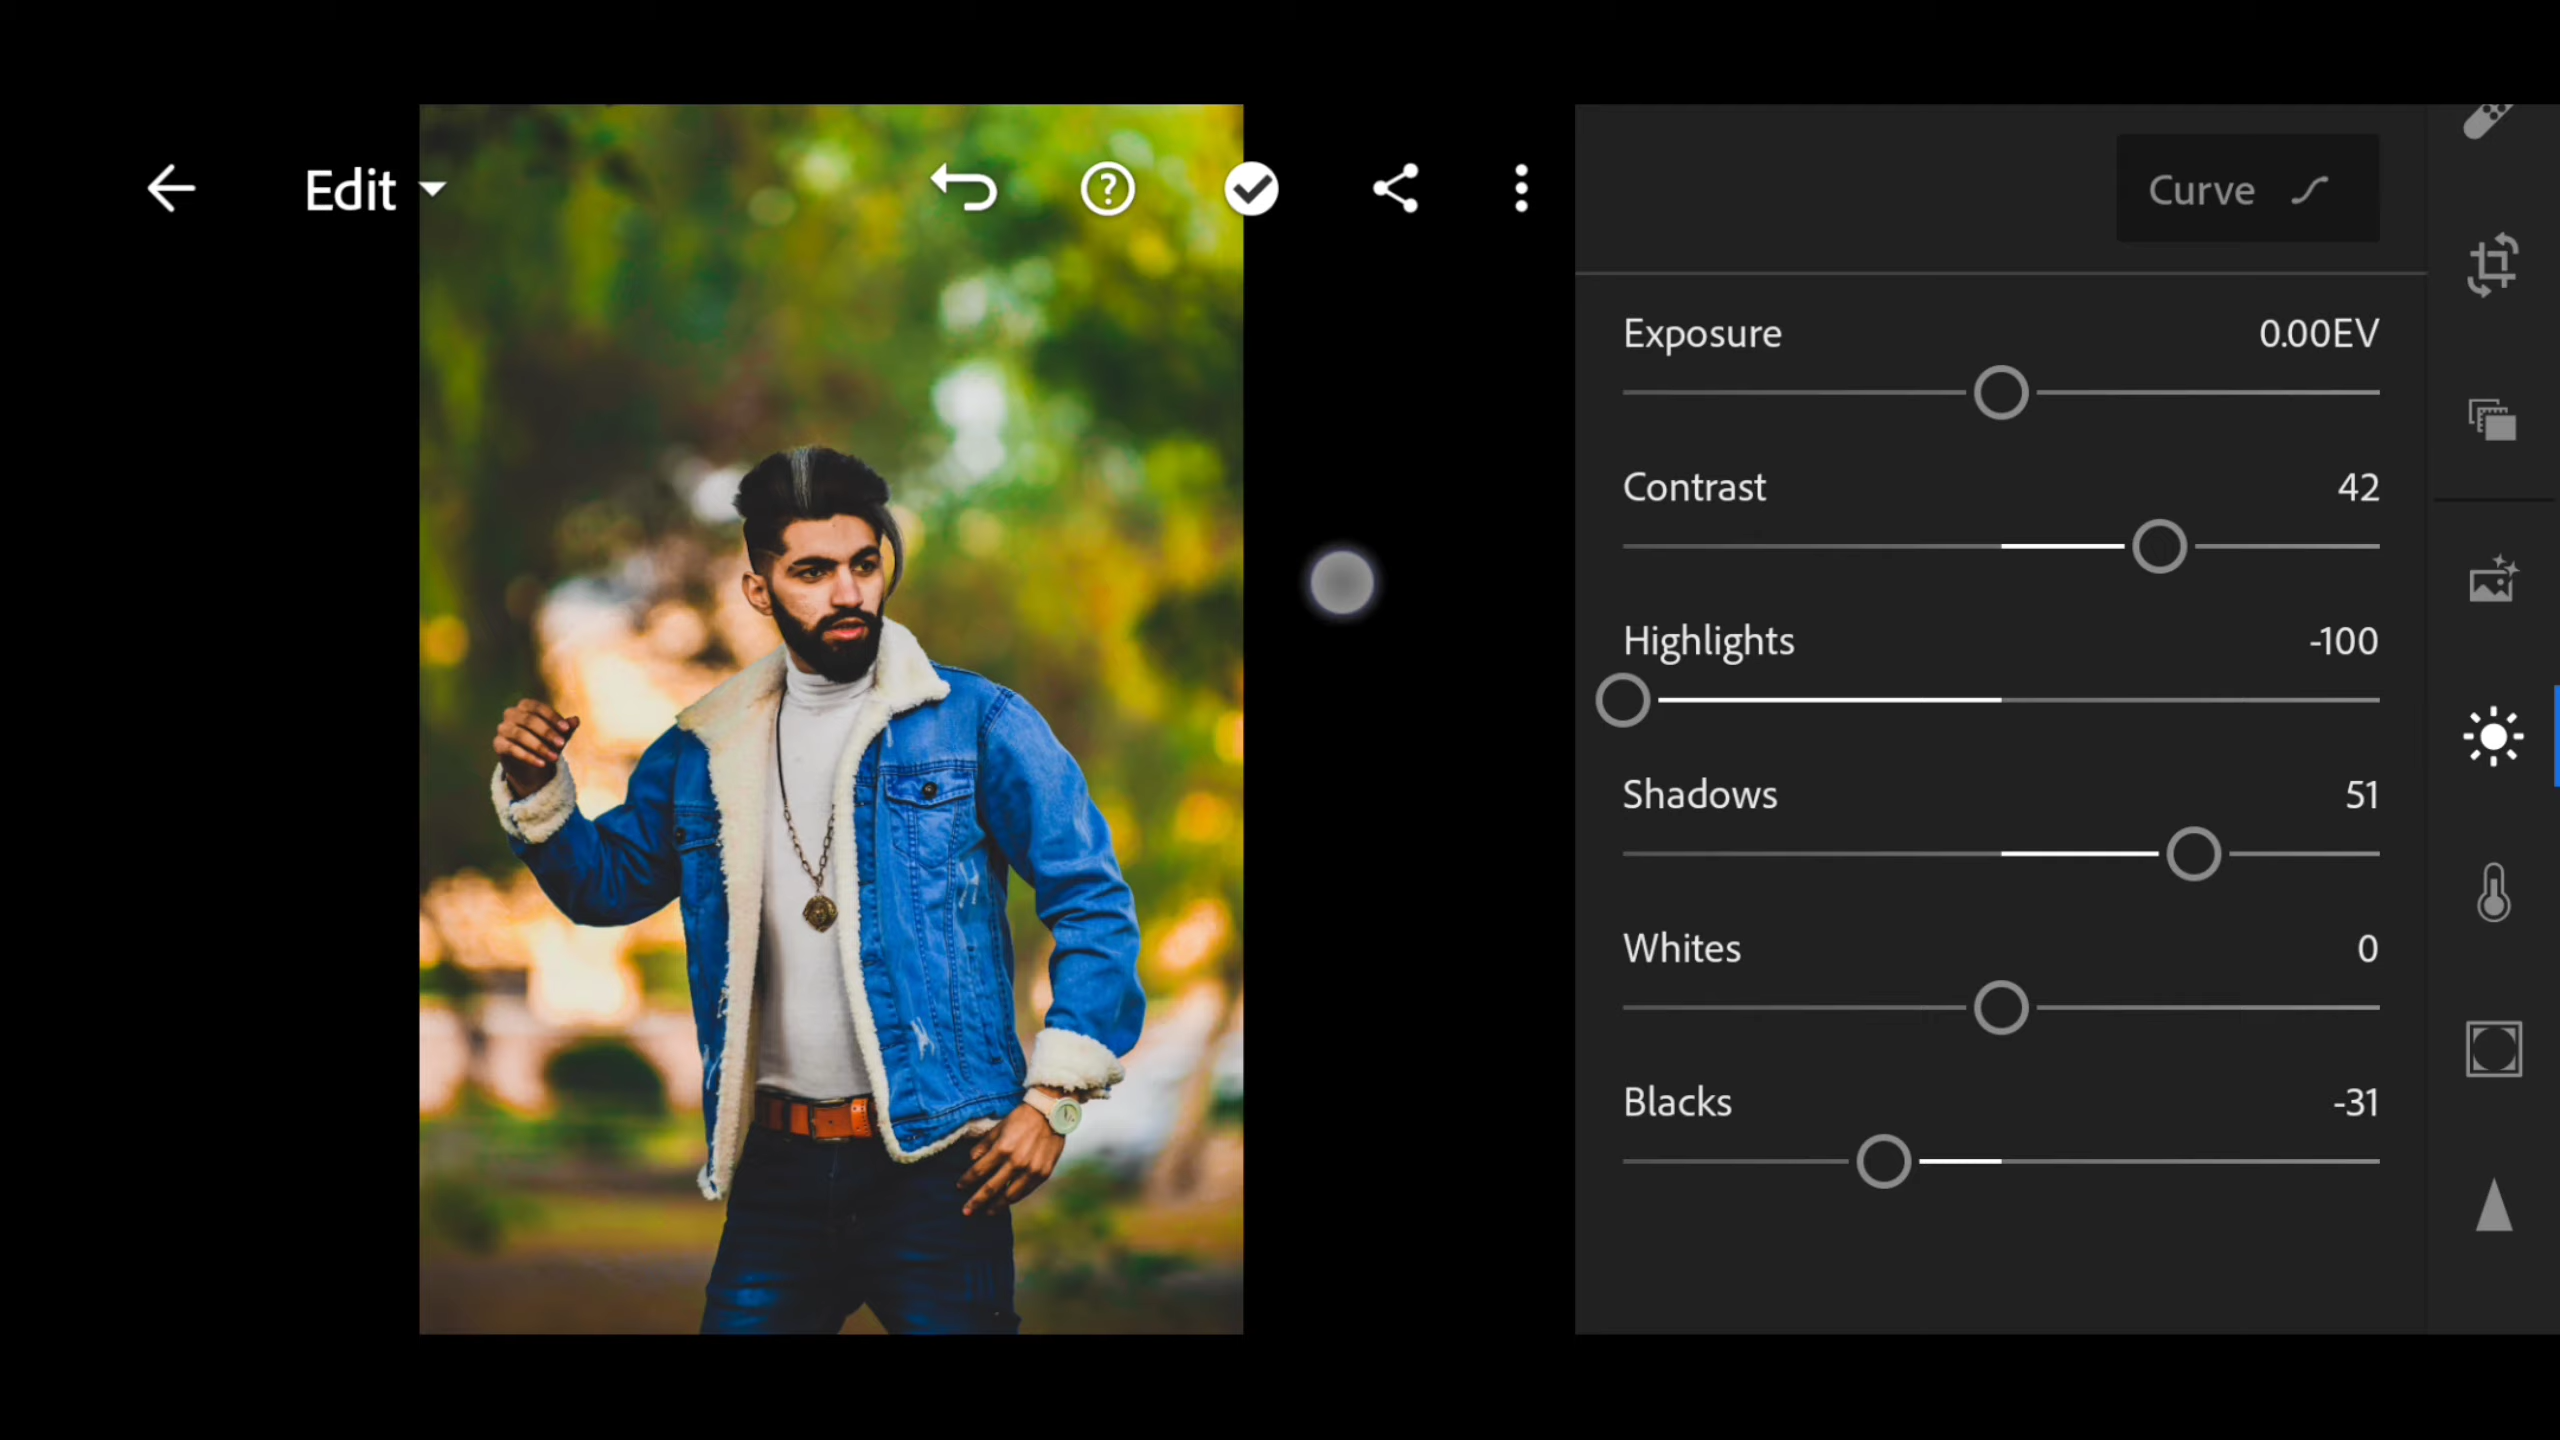 Edit
Curve
Exposure 0.00EV
Contrast 42
Highlights -100
Shadows 51
Whites 0
Blacks -31